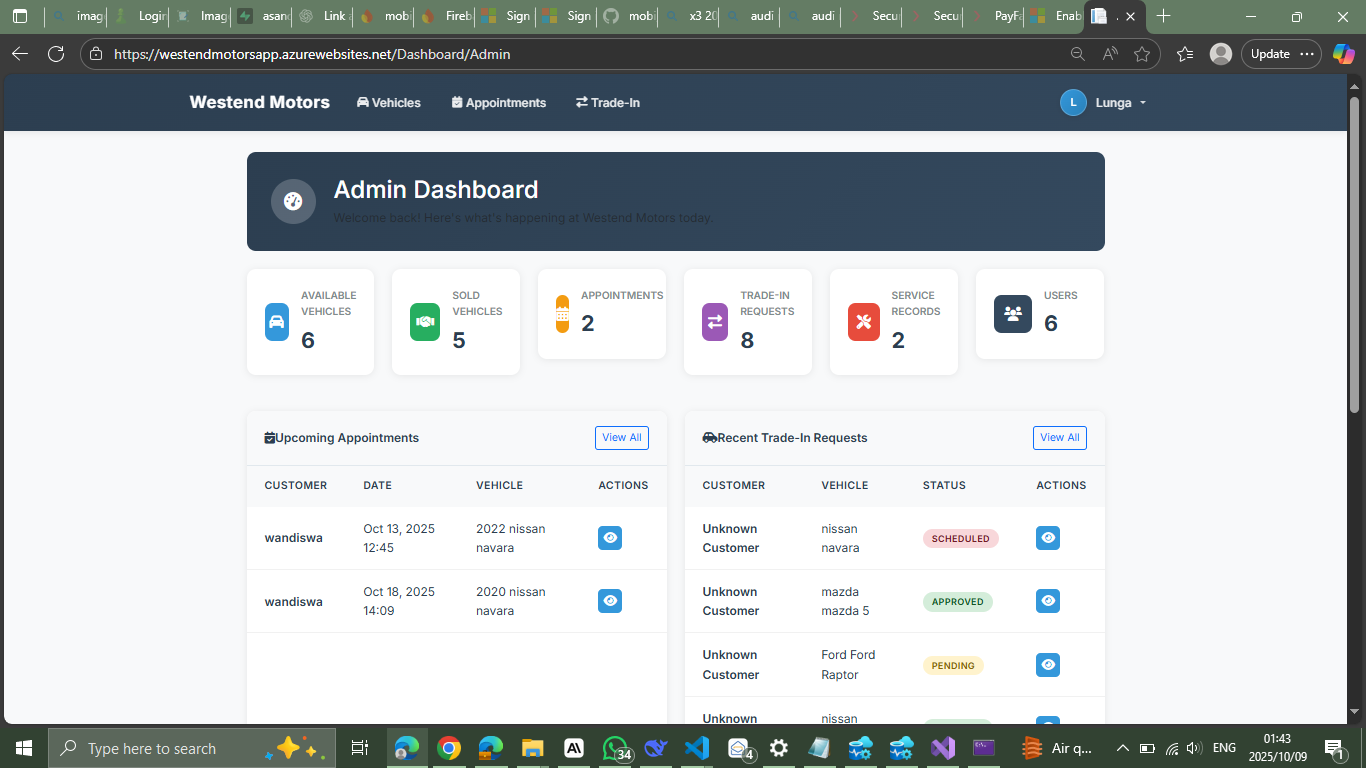 imag
Login
Imag
asan
Link a
mobi
Fireb
Sign
Sign
mobi
x3 20
audi
audi
Secur
Secur
PayFa
Enab
https://westendmotorsapp.azurewebsites.net/Dashboard/Admin
Update
Westend Motors
Vehicles
Appointments
Trade-In
L
Lunga
Admin Dashboard
Welcome back! Here's what's happening at Westend Motors today.
AVAILABLE
VEHICLES
6
SOLD
VEHICLES
5
APPOINTMENTS
2
TRADE-IN
REQUESTS
8
SERVICE
RECORDS
2
USERS
6
Upcoming Appointments
View All
CUSTOMER DATE VEHICLE ACTIONS
wandiswa
Oct 13, 2025
12:45
2022 nissan
navara
wandiswa
Oct 18, 2025
14:09
2020 nissan
navara
Recent Trade-In Requests
View All
CUSTOMER VEHICLE STATUS ACTIONS
Unknown
Customer
nissan
navara
SCHEDULED
Unknown
Customer
mazda
mazda 5
APPROVED
Unknown
Customer
Ford Ford
Raptor
PENDING
Unknown
nissan
Type here to search
34
4
Air q...
ENG
01:43
2025/10/09
1